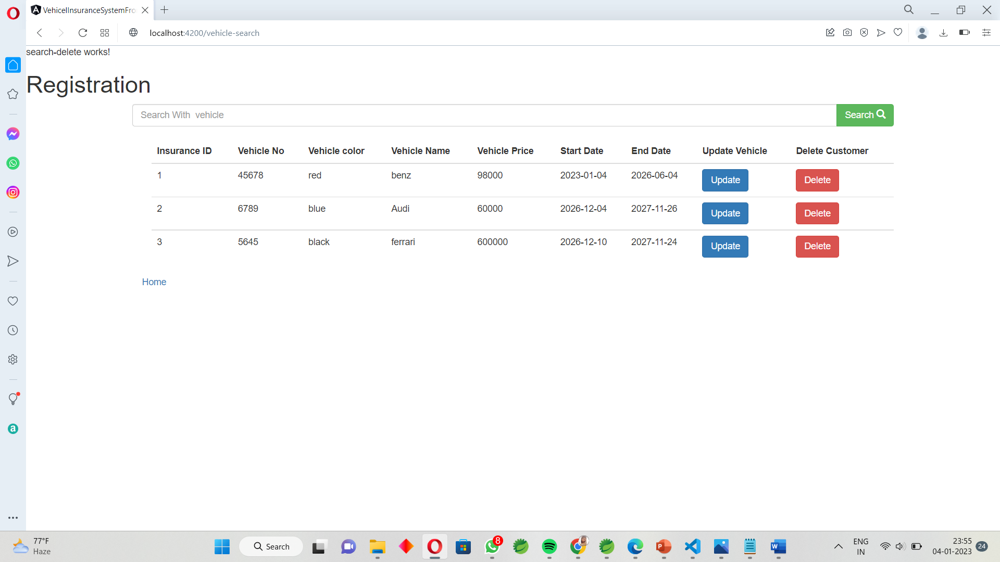 VehicelInsuranceSystemFro
localhost:4200/vehicle-search
search-delete works!
Registration
Search With  vehicle
Search
Insurance ID Vehicle No Vehicle color Vehicle Name Vehicle Price Start Date End Date Update Vehicle Delete Customer
1 45678 red benz 98000 2023-01-04 2026-06-04 Update Delete
2 6789 blue Audi 60000 2026-12-04 2027-11-26 Update Delete
3 5645 black ferrari 600000 2026-12-10 2027-11-24 Update Delete
Home
77°F
Haze
Search
8
ENG
IN
23:55
04-01-2023
24